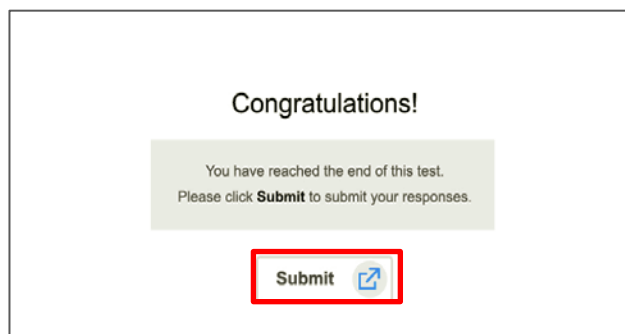 Congratulations!
You have reached the end of this test.
Please click Submit to submit your responses.
Submit